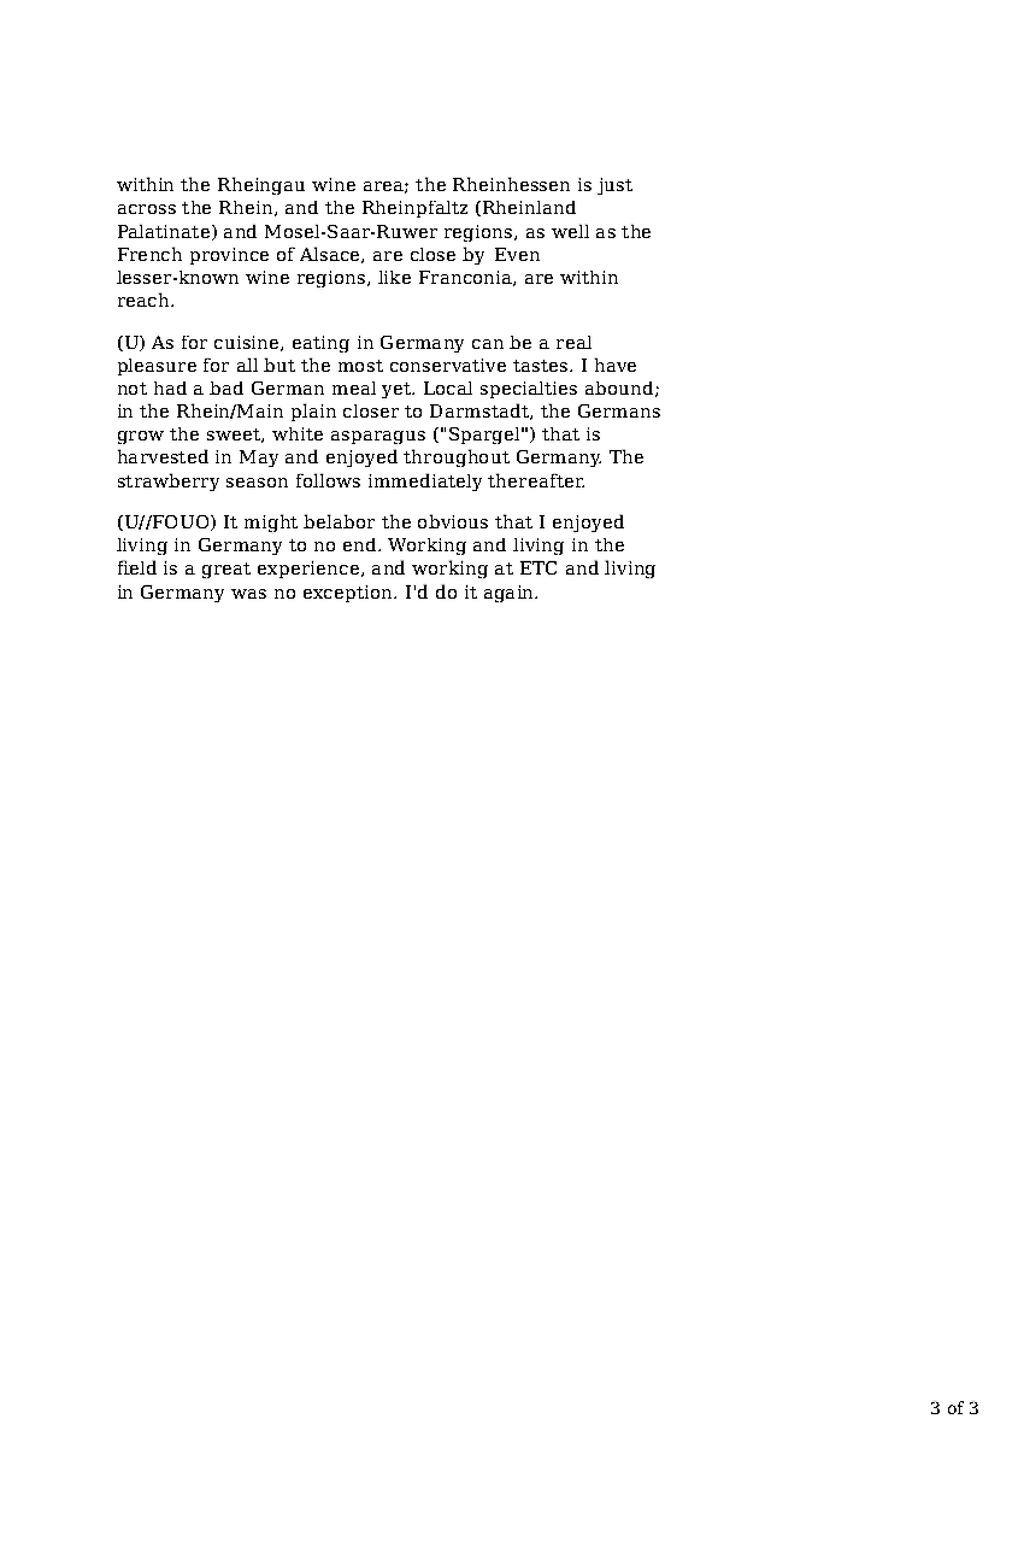 within the Rheingau wine area; the Rheinhessen is just
across the Rhein, and the Rheinpfaltz (Rheinland
Palatinate) and Mosel-Saar-Ruwer regions, as well as the
French province of Alsace, are close by Even
lesser-known wine regions, like Franconia, are within
reach.
(U) As for cuisine, eating in Germany can be a real
pleasure for all but the most conservative tastes. I have
not had a bad German meal yet. Local specialties abound;
in the Rhein/Main plain closer to Darmstadt, the Germans
grow the sweet, white asparagus ("Spargel") that is
harvested in May and enjoyed throughout Germany. The
strawberry season follows immediately thereafter.
(U//FOUO) It might belabor the obvious that I enjoyed
living in Germany to no end. Working and living in the
field is a great experience, and working at ETC and living
in Germany was no exception. I'd do it again.
3 of 3